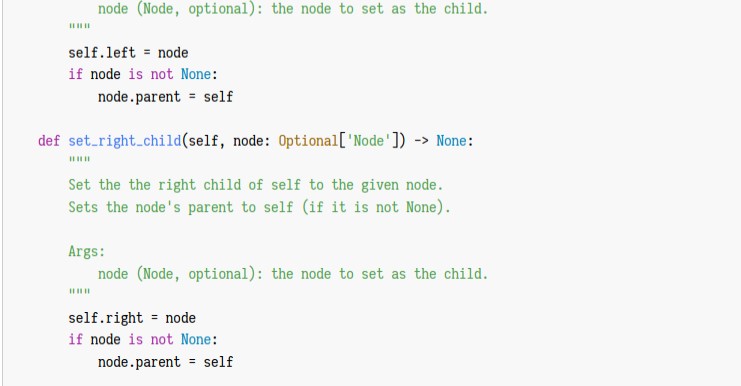 node (Node, optional): the node to set as the child.
        """
        self.left = node
        if node is not None:
            node.parent = self

    def set_right_child(self, node: Optional['Node']) -> None:
        """
        Set the the right child of self to the given node.
        Sets the node's parent to self (if it is not None).

        Args:
            node (Node, optional): the node to set as the child.
        """
        self.right = node
        if node is not None:
            node.parent = self